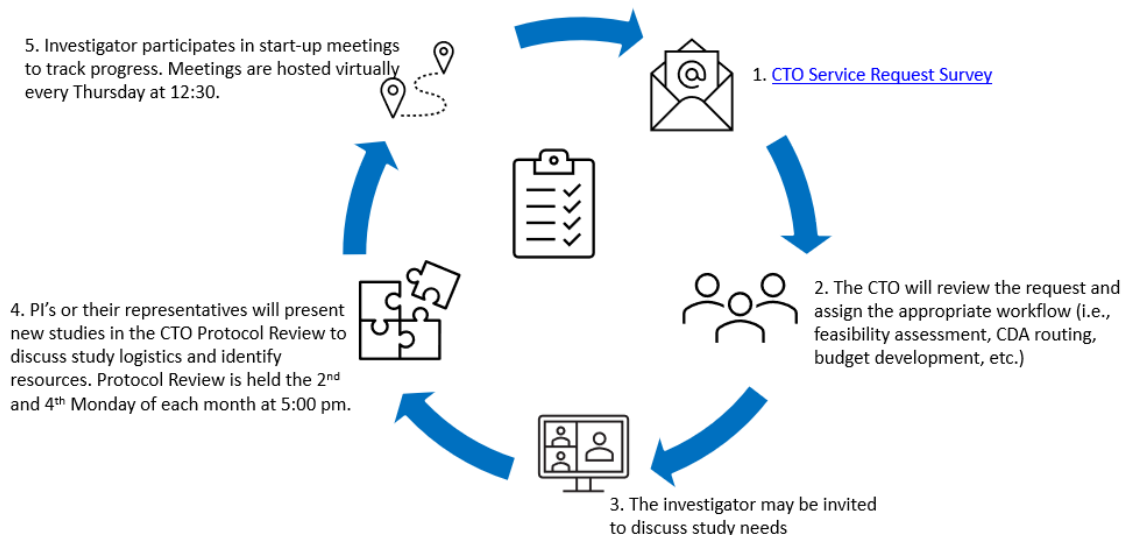 1. CTO Service Request Survey
2. The CTO will review the request and
assign the appropriate workflow (i.e.,
feasibility assessment, CDA routing,
budget development, etc.)
3. The investigator may be invited
to discuss study needs
4. PI's or their representatives will present
new studies in the CTO Protocol Review to
discuss study logistics and identify
resources. Protocol Review is held the 2nd
and 4th Monday of each month at 5:00 pm.
5. Investigator participates in start-up meetings
to track progress. Meetings are hosted virtually
every Thursday at 12:30.
@